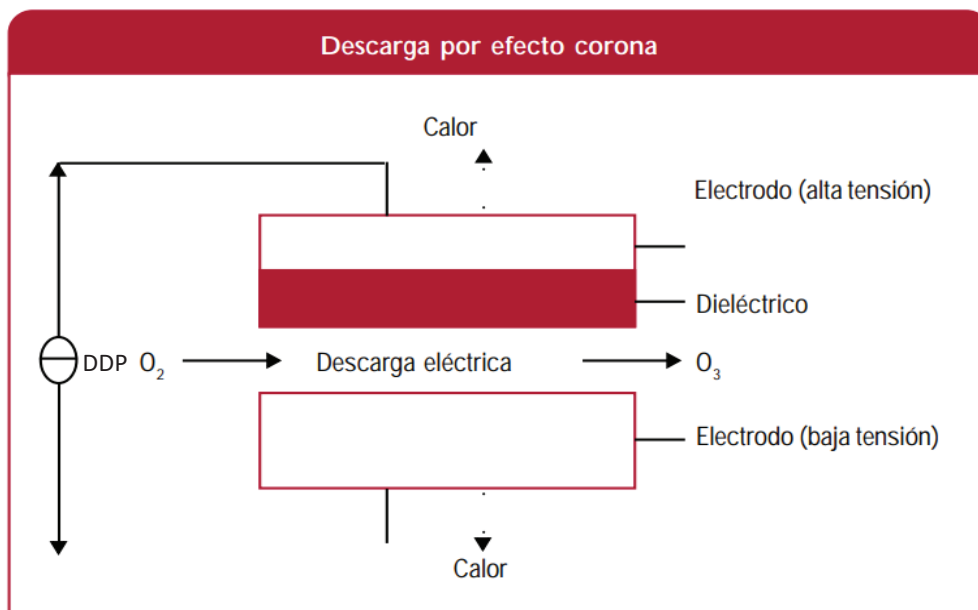 Descarga por efecto corona
Calor
Electrodo (alta tensión)
Dieléctrico
DDP O₂
Descarga eléctrica
O₃
Electrodo (baja tensión)
Calor